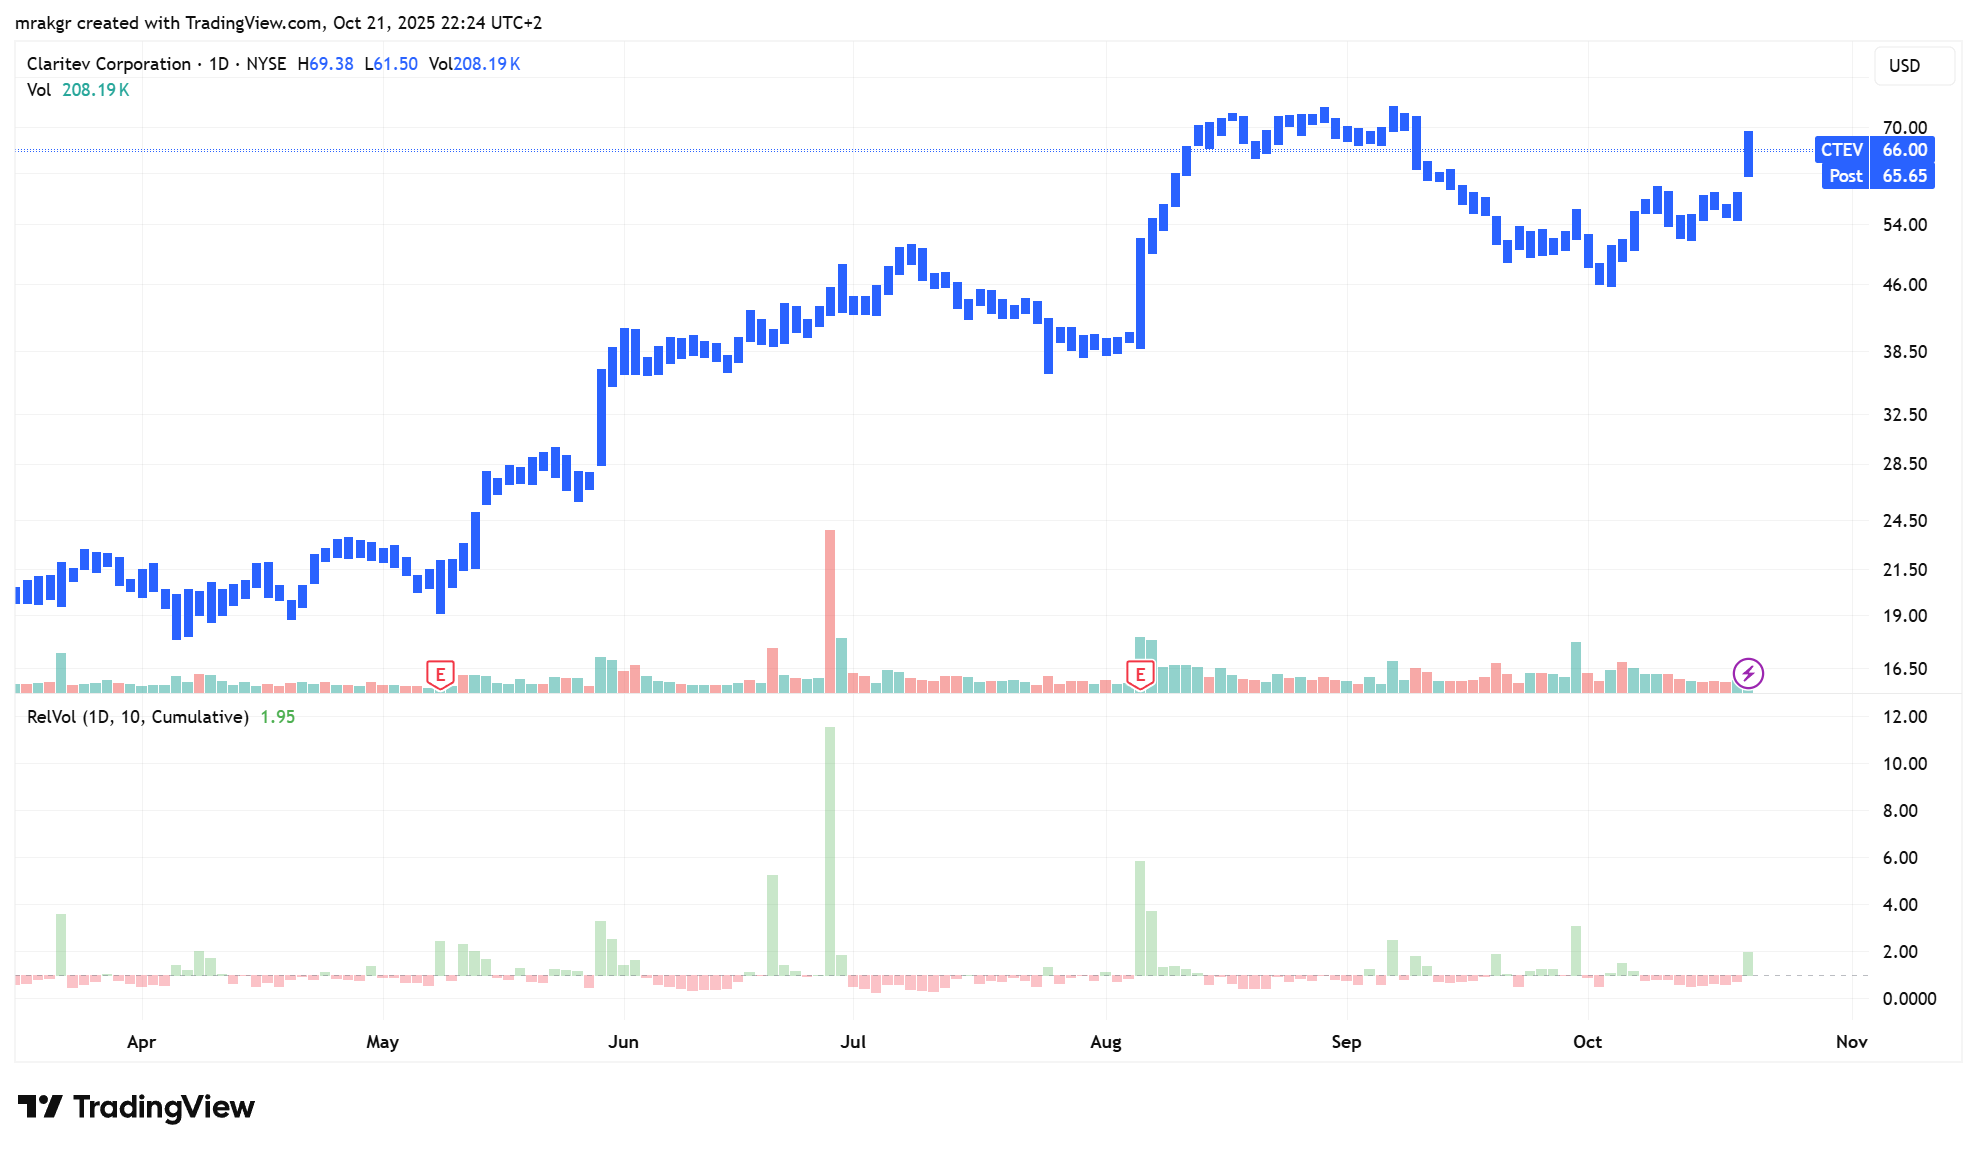 mrakgr created with TradingView.com, Oct 21, 2025 22:24 UTC+2
Claritev Corporation · 1D · NYSE H69.38 L61.50 Vol208.19 K
Vol 208.19 K
USD
70.00
CTEV 66.00
Post 65.65
54.00
46.00
38.50
32.50
28.50
24.50
21.50
19.00
16.50
E
E
RelVol (1D, 10, Cumulative) 1.95
12.00
10.00
8.00
6.00
4.00
2.00
0.0000
Apr May Jun Jul Aug Sep Oct Nov
TradingView